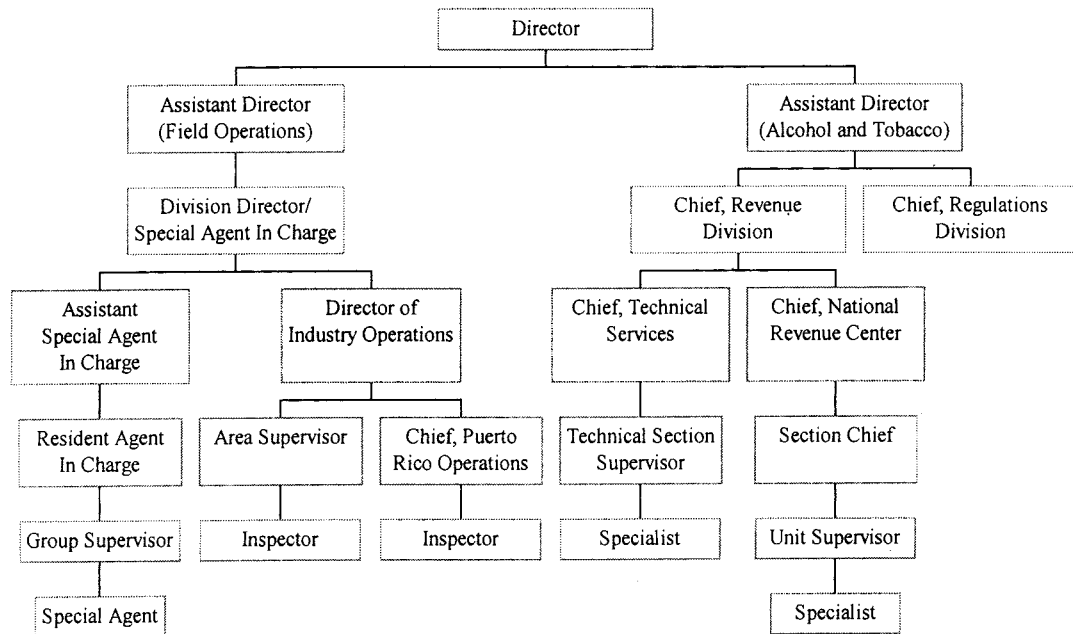 Director
Assistant Director
(Field Operations)
Assistant Director
(Alcohol and Tobacco)
Division Director/
Special Agent In Charge
Chief, Revenue
Division
Chief, Regulations
Division
Assistant
Special Agent
In Charge
Director of
Industry Operations
Chief, Technical
Services
Chief, National
Revenue Center
Resident Agent
In Charge
Area Supervisor
Chief, Puerto
Rico Operations
Technical Section
Supervisor
Section Chief
Group Supervisor
Inspector
Inspector
Specialist
Unit Supervisor
Special Agent
Specialist